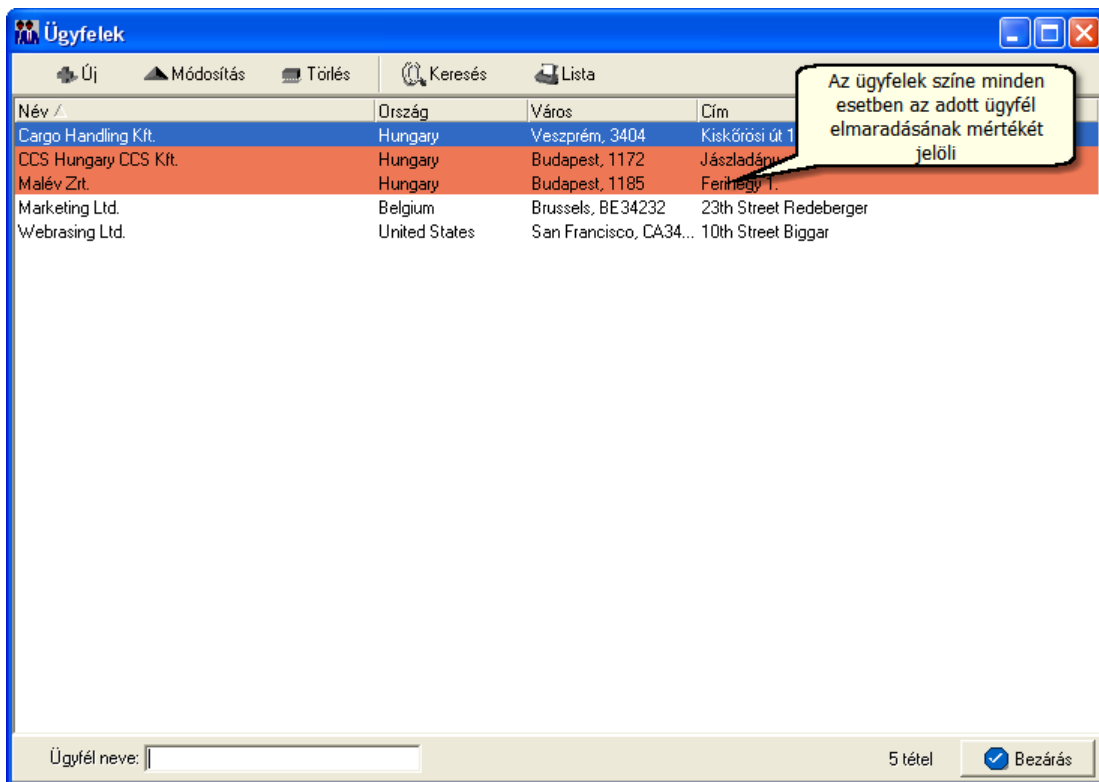 Ügyfelek
Új Módosítás Törlés Keresés Lista
Az ügyfelek színe minden
esetben az adott ügyfél
elmaradásának mértékét
jelöli
Név Ország Város Cím
Cargo Handling Kft. Hungary Veszprém, 3404 Kiskőrösi út 1
CCS Hungary CCS Kft. Hungary Budapest, 1172
Malév Zrt. Hungary Budapest, 1185 Ferihegy 1.
Marketing Ltd. Belgium Brussels, BE34232 23th Street Redeberger
Webrasing Ltd. United States San Francisco, CA34... 10th Street Biggar
Ügyfél neve: 5 tétel Bezárás